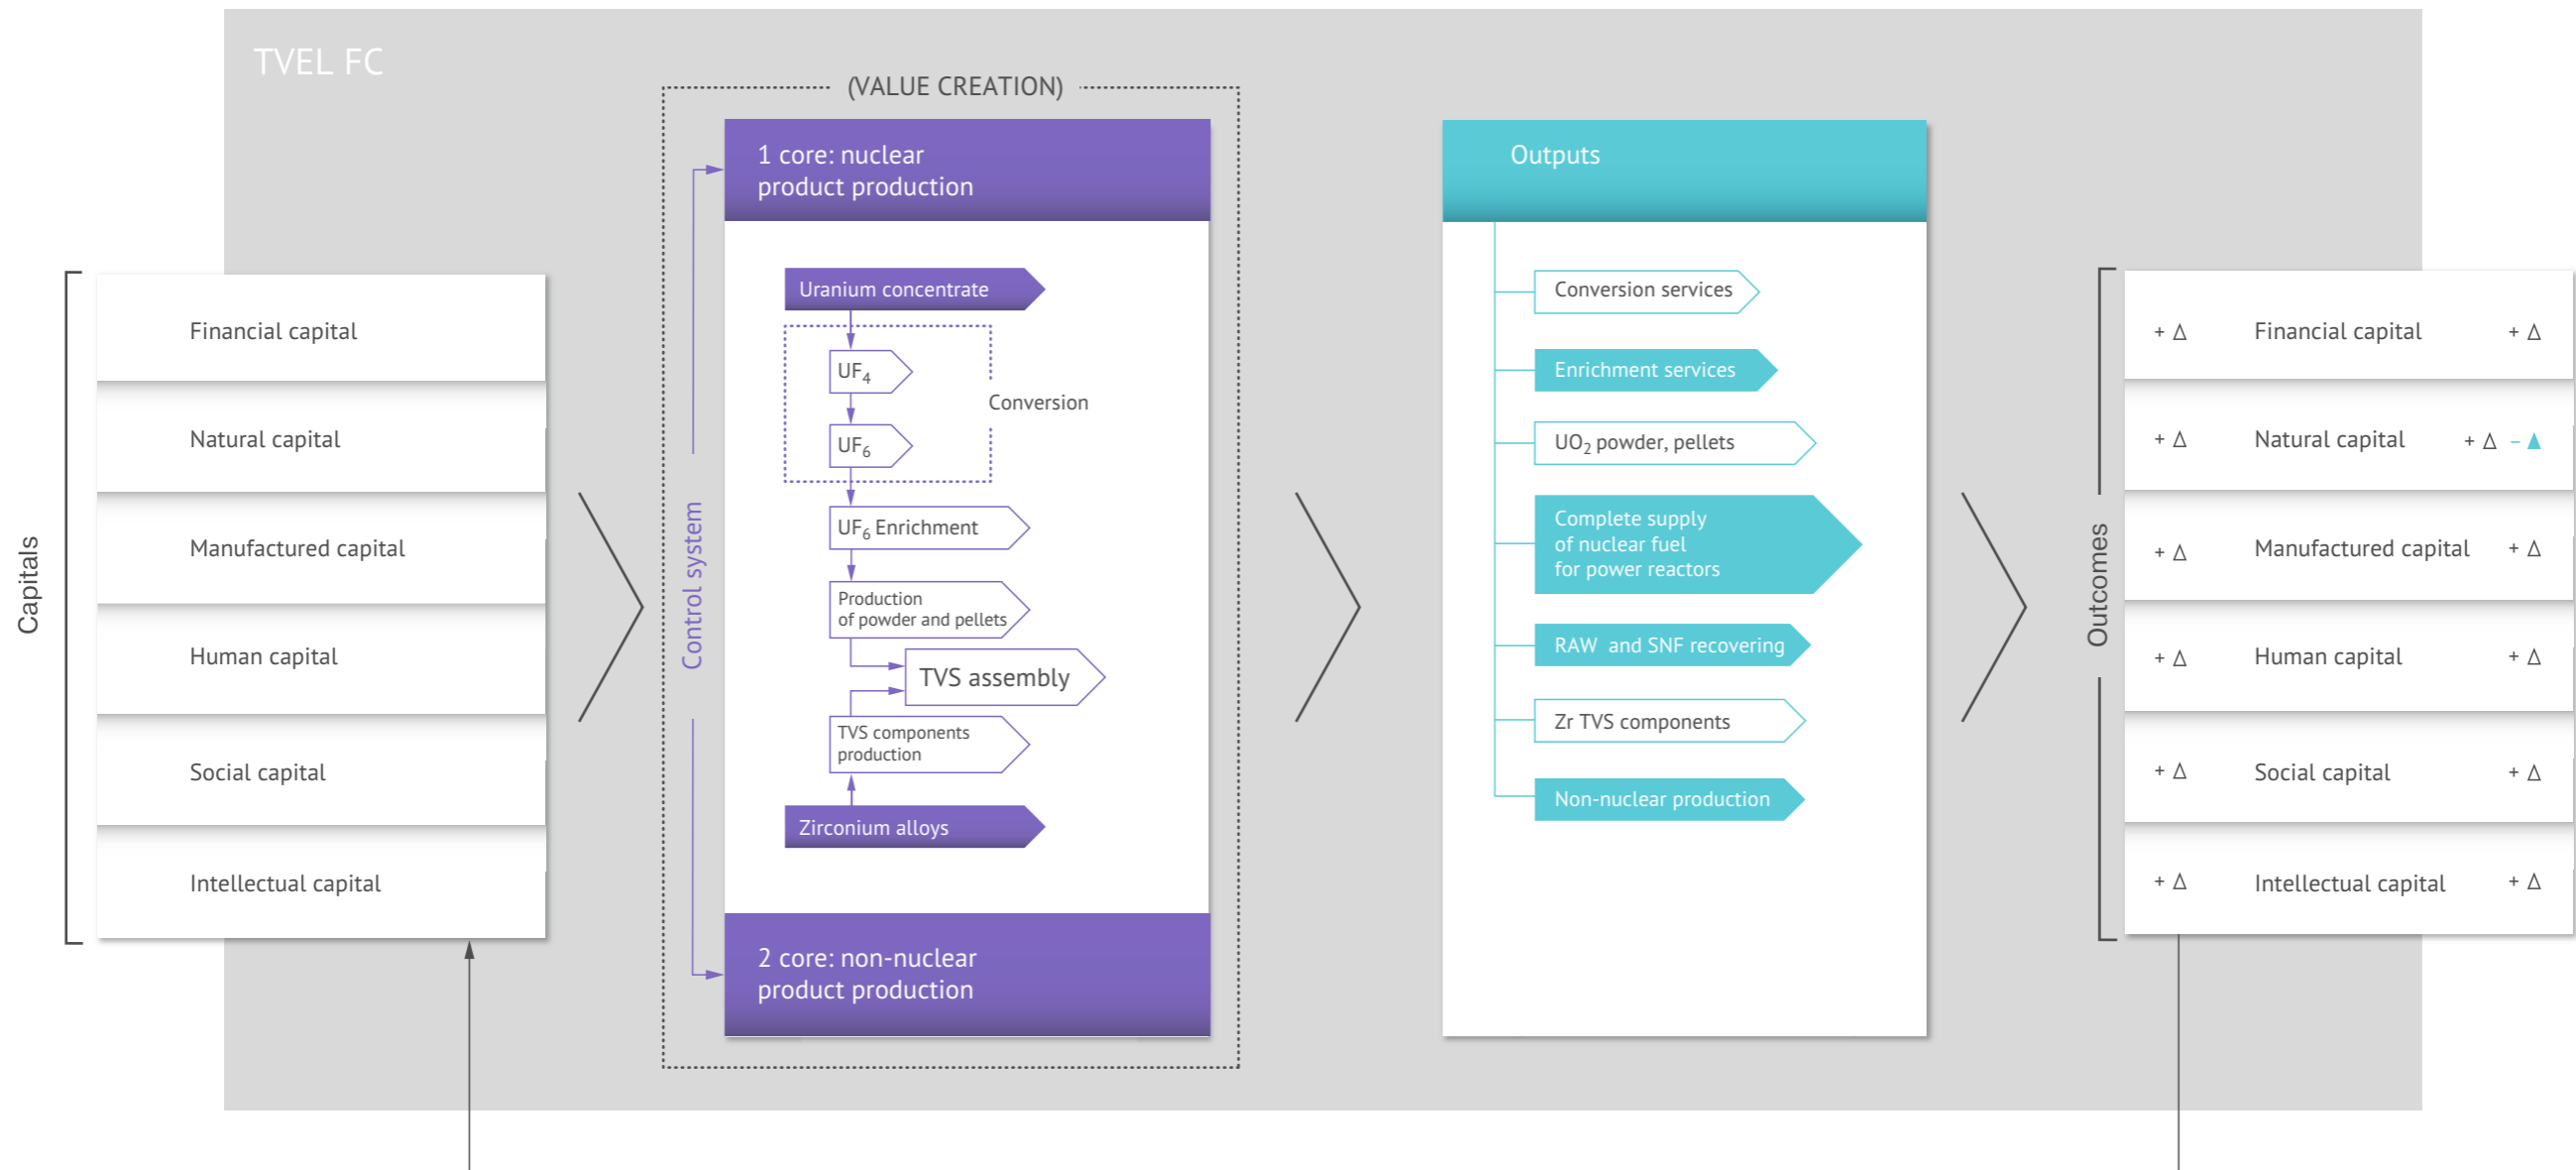 TVEL FC
(VALUE CREATION)
Capitals
Financial capital
Natural capital
Manufactured capital
Human capital
Social capital
Intellectual capital
Control system
1 core: nuclear
product production
Uranium concentrate
UF₄
UF₆
Conversion
UF₆ Enrichment
Production
of powder and pellets
TVS assembly
TVS components
production
Zirconium alloys
2 core: non-nuclear
product production
Outputs
Conversion services
Enrichment services
UO₂ powder, pellets
Complete supply
of nuclear fuel
for power reactors
RAW and SNF recovering
Zr TVS components
Non-nuclear production
Outcomes
+ Δ Financial capital + Δ
+ Δ Natural capital + Δ – ▲
+ Δ Manufactured capital + Δ
+ Δ Human capital + Δ
+ Δ Social capital + Δ
+ Δ Intellectual capital + Δ